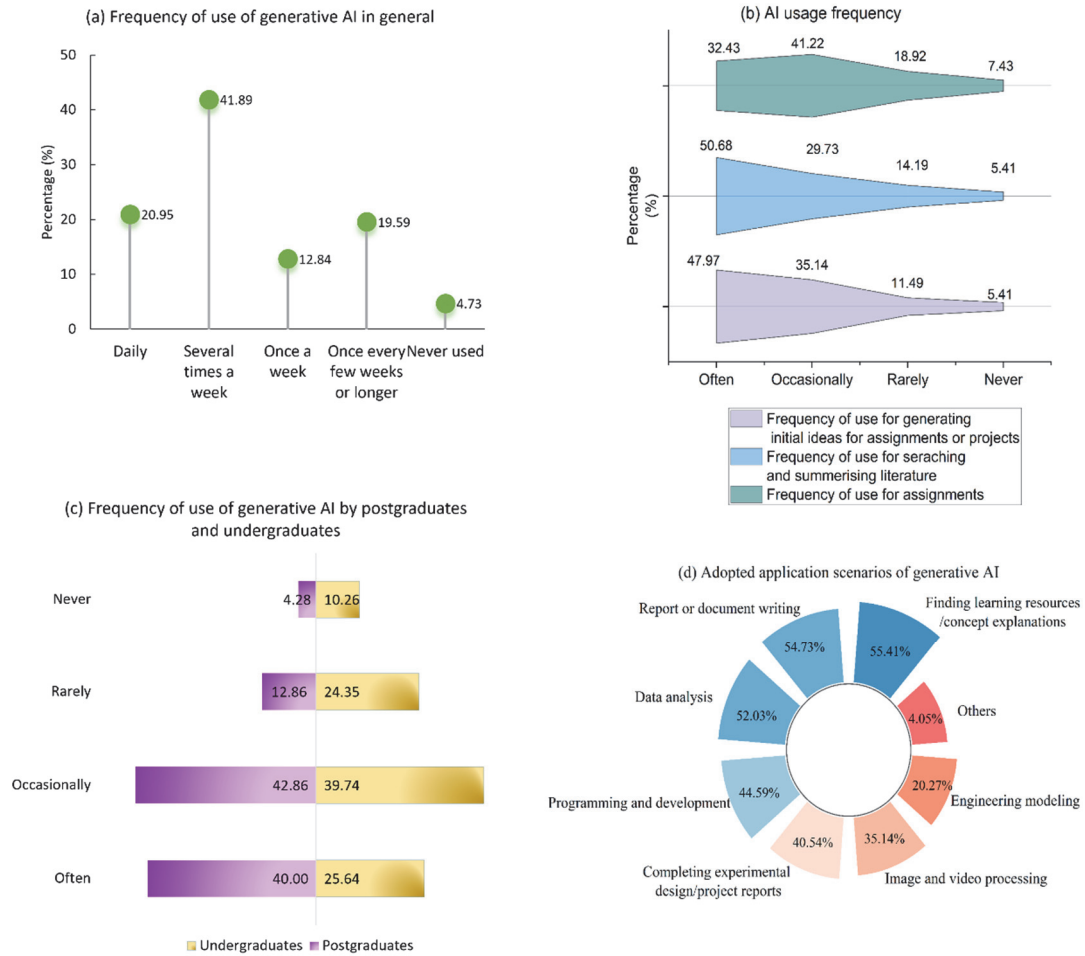 (a) Frequency of use of generative AI in general
50
40
30
20
10
0
Percentage (%)
20.95
41.89
12.84
19.59
4.73
Daily
Several
times a
week
Once a
week
Once every
few weeks
or longer
Never used
(b) AI usage frequency
Percentage
(%)
32.43
41.22
18.92
7.43
50.68
29.73
14.19
5.41
47.97
35.14
11.49
5.41
Often
Occasionally
Rarely
Never
Frequency of use for generating
initial ideas for assignments or projects
Frequency of use for seraching
and summerising literature
Frequency of use for assignments
(c) Frequency of use of generative AI by postgraduates
and undergraduates
Never
4.28
10.26
Rarely
12.86
24.35
Occasionally
42.86
39.74
Often
40.00
25.64
Undergraduates
Postgraduates
(d) Adopted application scenarios of generative AI
Report or document writing
54.73%
Finding learning resources
/concept explanations
55.41%
Data analysis
52.03%
Others
4.05%
Programming and development
44.59%
Engineering modeling
20.27%
Completing experimental
design/project reports
40.54%
Image and video processing
35.14%